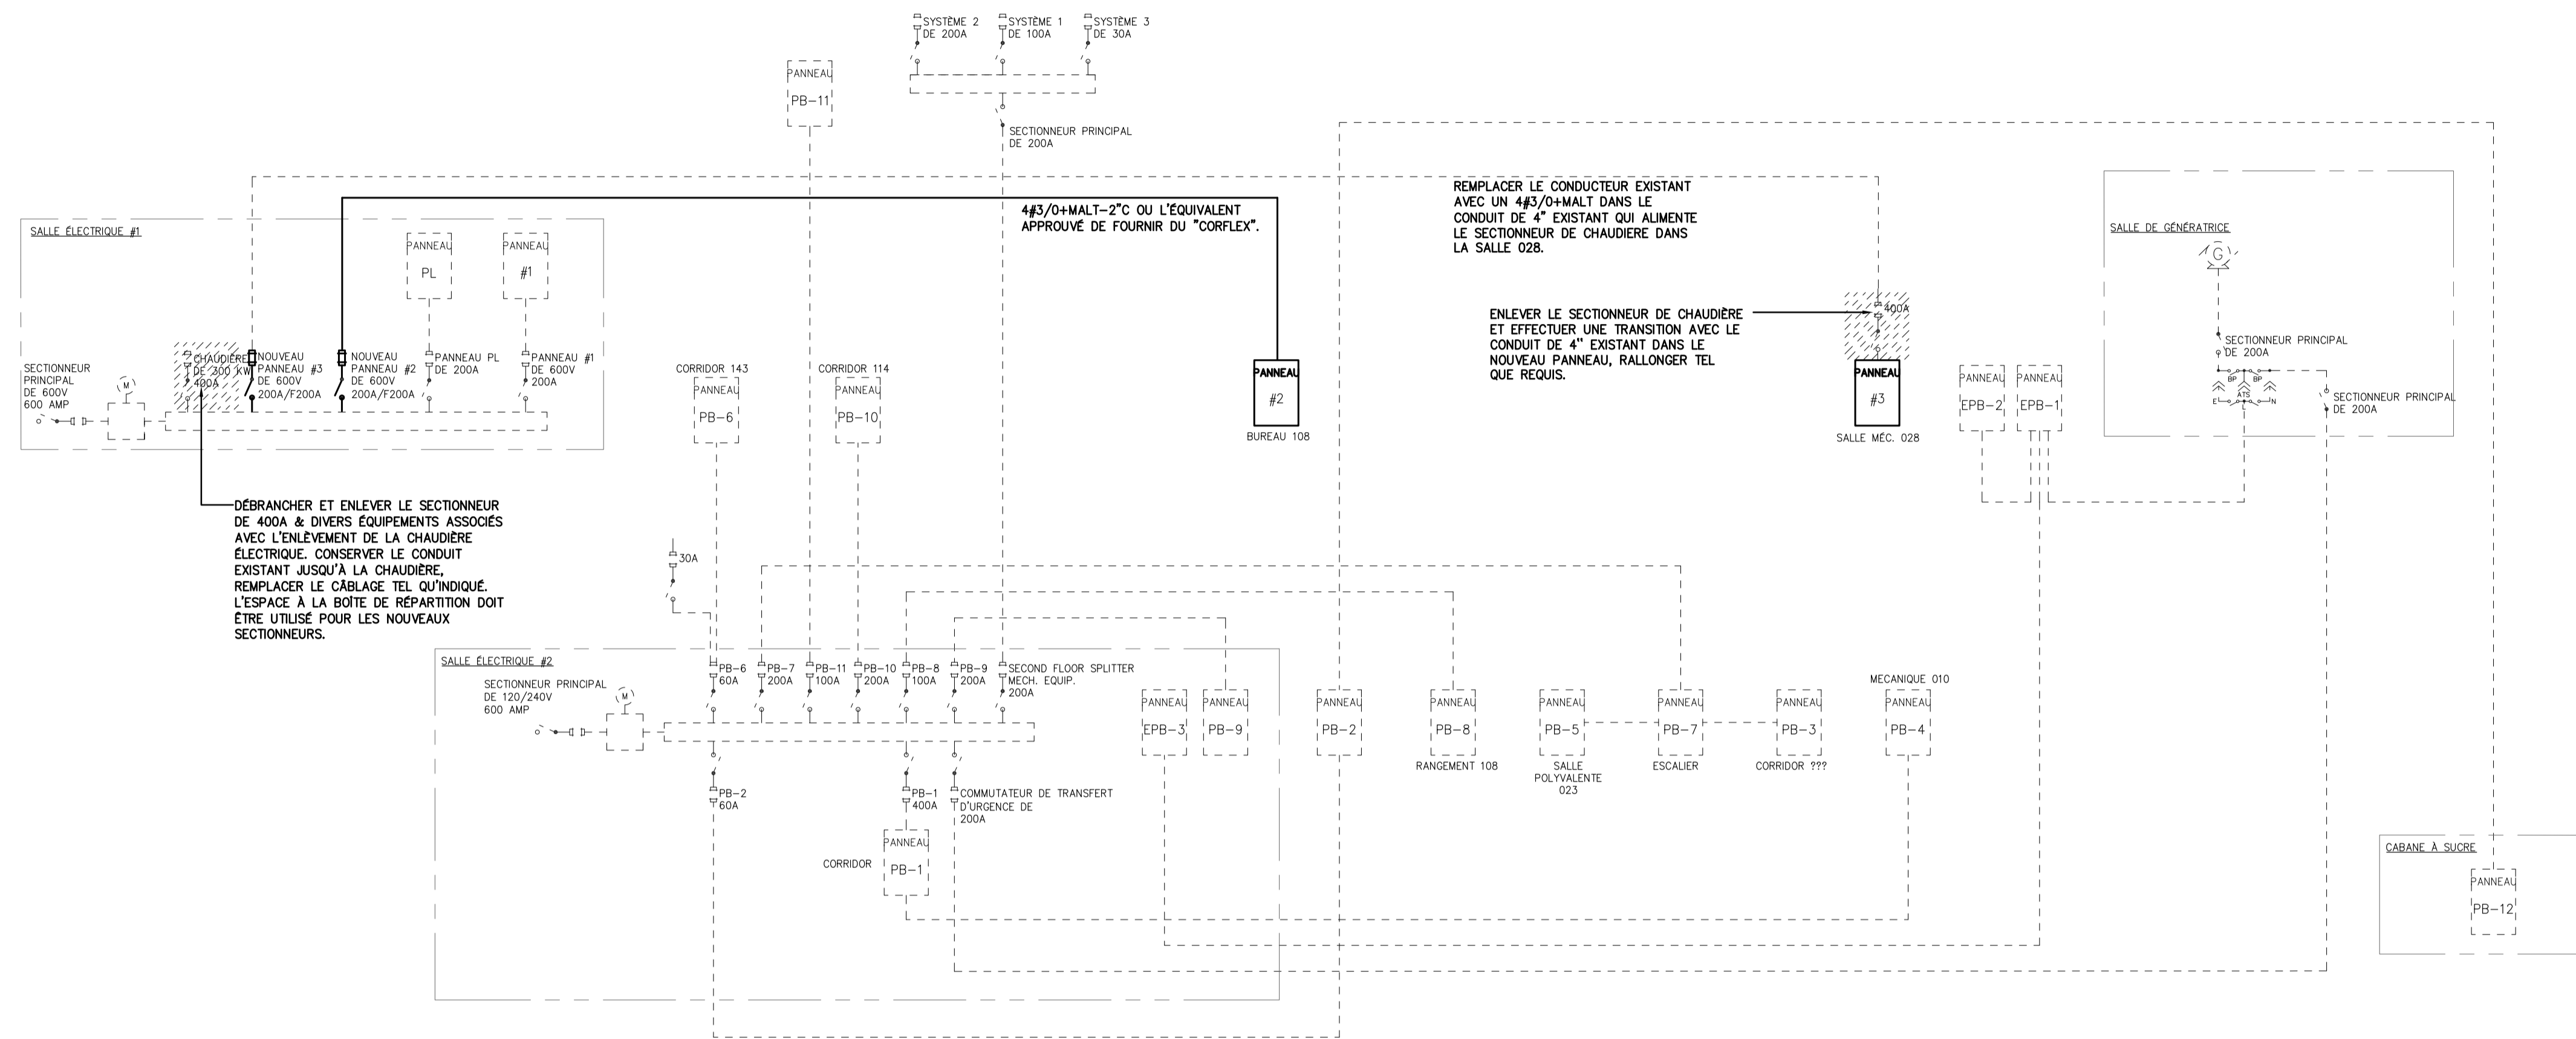 SYSTÈME 2
DE 200A
SYSTÈME 1
DE 100A
SYSTÈME 3
DE 30A
PANNEAU
PB-11
SECTIONNEUR PRINCIPAL
DE 200A
REMPLACER LE CONDUCTEUR EXISTANT
AVEC UN 4#3/0+MALT DANS LE
CONDUIT DE 4" EXISTANT QUI ALIMENTE
LE SECTIONNEUR DE CHAUDIERE DANS
LA SALLE 028.
4#3/0+MALT-2"C OU L'ÉQUIVALENT
APPROUVÉ DE FOURNIR DU "CORFLEX".
SALLE ÉLECTRIQUE #1
PANNEAU
PL
PANNEAU
#1
SECTIONNEUR
PRINCIPAL
DE 600V
600 AMP
M
CHAUDIÈRE
DE 300 KW
400A
NOUVEAU
PANNEAU #3
DE 600V
200A/F200A
NOUVEAU
PANNEAU #2
DE 600V
200A/F200A
PANNEAU PL
DE 200A
PANNEAU #1
DE 600V
200A
CORRIDOR 143
PANNEAU
PB-6
CORRIDOR 114
PANNEAU
PB-10
PANNEAU
#2
BUREAU 108
ENLEVER LE SECTIONNEUR DE CHAUDIÈRE
ET EFFECTUER UNE TRANSITION AVEC LE
CONDUIT DE 4'' EXISTANT DANS LE
NOUVEAU PANNEAU, RALLONGER TEL
QUE REQUIS.
400A
PANNEAU
#3
SALLE MÉC. 028
PANNEAU
EPB-2
PANNEAU
EPB-1
SALLE DE GÉNÉRATRICE
G
SECTIONNEUR PRINCIPAL
DE 200A
BP
BP
ATS
E
N
L
SECTIONNEUR PRINCIPAL
DE 200A
DÉBRANCHER ET ENLEVER LE SECTIONNEUR
DE 400A & DIVERS ÉQUIPEMENTS ASSOCIÉS
AVEC L'ENLÈVEMENT DE LA CHAUDIÈRE
ÉLECTRIQUE. CONSERVER LE CONDUIT
EXISTANT JUSQU'À LA CHAUDIÈRE,
REMPLACER LE CÂBLAGE TEL QU'INDIQUÉ.
L'ESPACE À LA BOÎTE DE RÉPARTITION DOIT
ÊTRE UTILISÉ POUR LES NOUVEAUX
SECTIONNEURS.
30A
SALLE ÉLECTRIQUE #2
SECTIONNEUR PRINCIPAL
DE 120/240V
600 AMP
M
PB-6
60A
PB-7
200A
PB-11
100A
PB-10
200A
PB-8
100A
PB-9
200A
SECOND FLOOR SPLITTER
MECH. EQUIP.
200A
PB-2
60A
PB-1
400A
COMMUTATEUR DE TRANSFERT
D'URGENCE DE
200A
CORRIDOR
PANNEAU
PB-1
PANNEAU
EPB-3
PANNEAU
PB-9
PANNEAU
PB-2
PANNEAU
PB-8
RANGEMENT 108
PANNEAU
PB-5
SALLE
POLYVALENTE
023
PANNEAU
PB-7
ESCALIER
PANNEAU
PB-3
CORRIDOR ???
MECANIQUE 010
PANNEAU
PB-4
CABANE À SUCRE
PANNEAU
PB-12